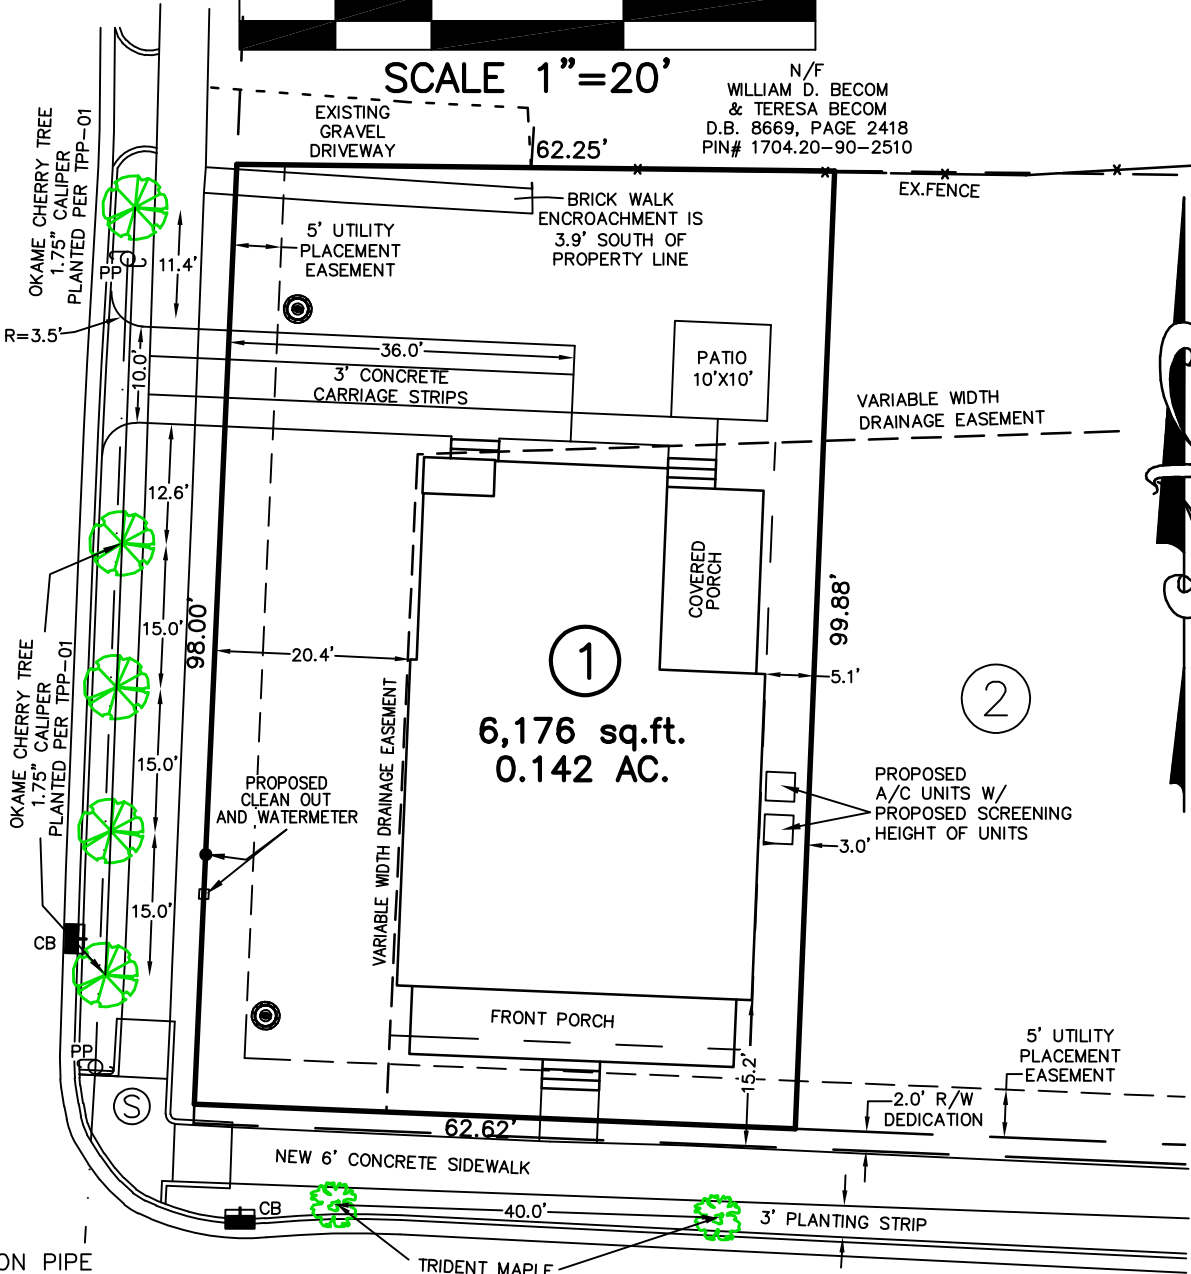 SCALE 1"=20'
N/F
WILLIAM D. BECOM
& TERESA BECOM
D.B. 8669, PAGE 2418
PIN# 1704.20-90-2510
EXISTING
GRAVEL
DRIVEWAY
62.25'
EX.FENCE
OKAME CHERRY TREE
1.75" CALIPER
PLANTED PER TPP-01
BRICK WALK
ENCROACHMENT IS
3.9' SOUTH OF
PROPERTY LINE
5' UTILITY
PLACEMENT
EASEMENT
PP
11.4'
R=3.5'
10.0'
36.0'
3' CONCRETE
CARRIAGE STRIPS
PATIO
10'X10'
VARIABLE WIDTH
DRAINAGE EASEMENT
12.6'
COVERED
PORCH
98.00'
99.88'
15.0'
20.4'
1
5.1'
2
6,176 sq.ft.
0.142 AC.
OKAME CHERRY TREE
1.75" CALIPER
PLANTED PER TPP-01
VARIABLE WIDTH DRAINAGE EASEMENT
15.0'
PROPOSED
CLEAN OUT
AND WATERMETER
PROPOSED
A/C UNITS W/
PROPOSED SCREENING
HEIGHT OF UNITS
3.0'
15.0'
CB
FRONT PORCH
15.2'
5' UTILITY
PLACEMENT
EASEMENT
PP
S
2.0' R/W
DEDICATION
62.62'
NEW 6' CONCRETE SIDEWALK
CB
40.0'
3' PLANTING STRIP
ON PIPE
TRIDENT MAPLE